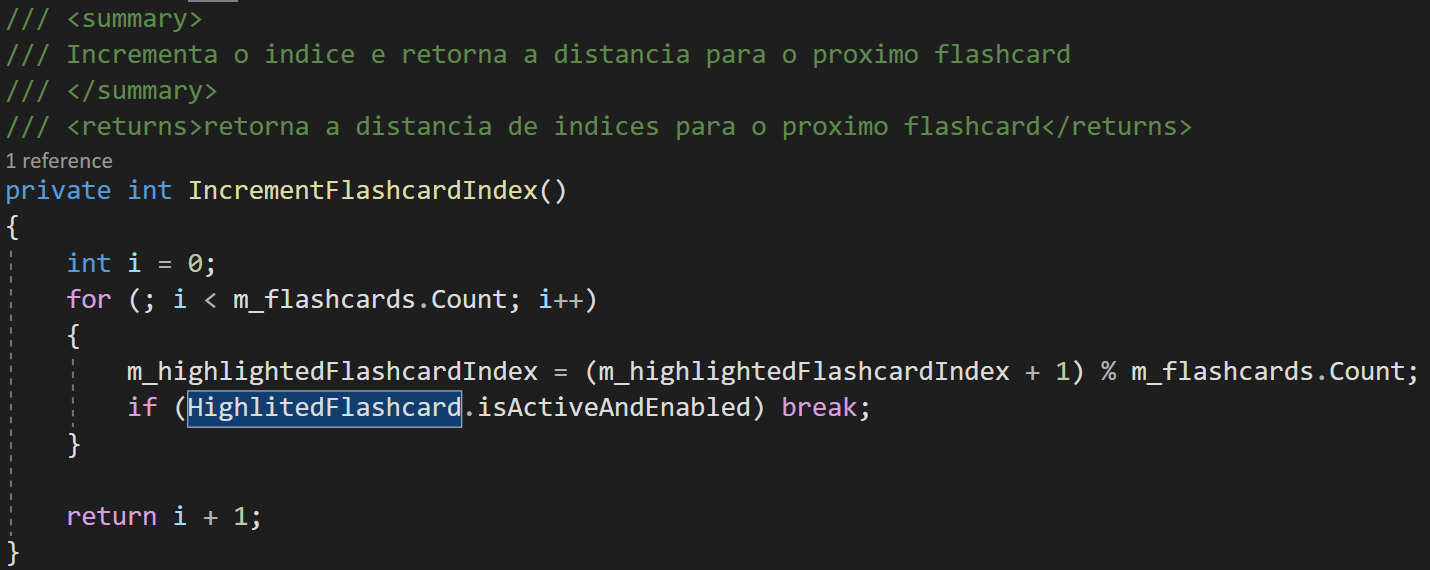 /// <summary>
/// Incrementa o indice e retorna a distancia para o proximo flashcard
/// </summary>
/// <returns>retorna a distancia de indices para o proximo flashcard</returns>
1 reference
private int IncrementFlashcardIndex()
{
    int i = 0;
    for (; i < m_flashcards.Count; i++)
    {
        m_highlightedFlashcardIndex = (m_highlightedFlashcardIndex + 1) % m_flashcards.Count;
        if (HighlitedFlashcard.isActiveAndEnabled) break;
    }
    return i + 1;
}